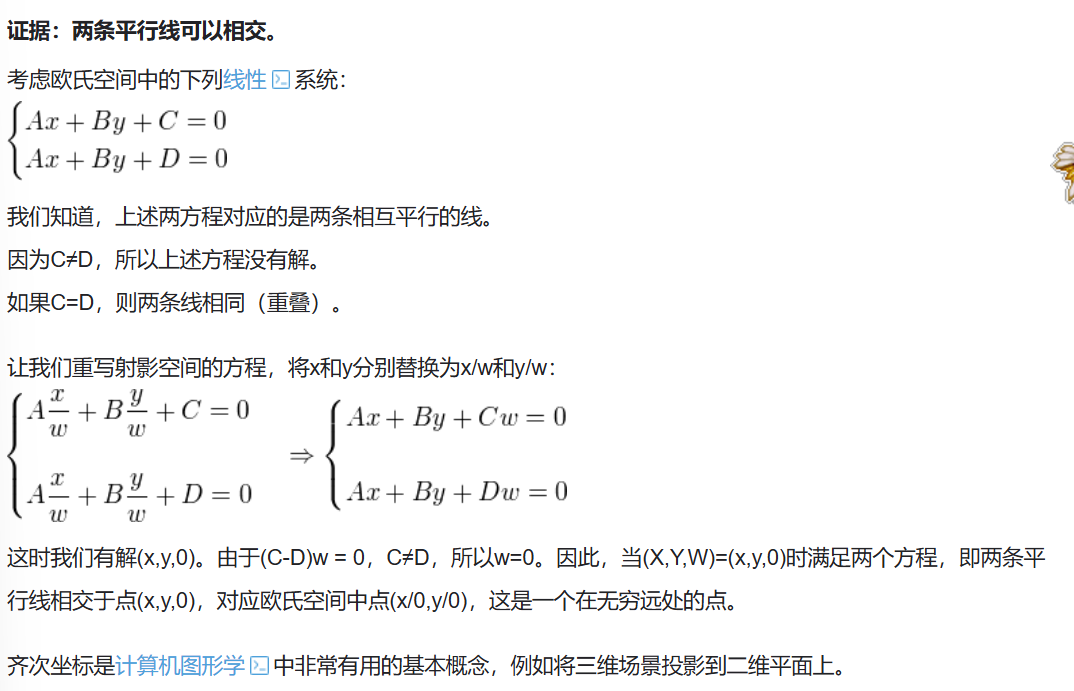 证据：两条平行线可以相交。
考虑欧氏空间中的下列线性系统：
Ax + By + C = 0
Ax + By + D = 0
我们知道，上述两方程对应的是两条相互平行的线。
因为C≠D，所以上述方程没有解。
如果C=D，则两条线相同（重叠）。
让我们重写射影空间的方程，将x和y分别替换为x/w和y/w：
A x/w + B y/w + C = 0 ⇒ Ax + By + Cw = 0
A x/w + B y/w + D = 0 Ax + By + Dw = 0
这时我们有解(x,y,0)。由于(C-D)w = 0，C≠D，所以w=0。因此，当(X,Y,W)=(x,y,0)时满足两个方程，即两条平
行线相交于点(x,y,0)，对应欧氏空间中点(x/0,y/0)，这是一个在无穷远处的点。
齐次坐标是计算机图形学中非常有用的基本概念，例如将三维场景投影到二维平面上。